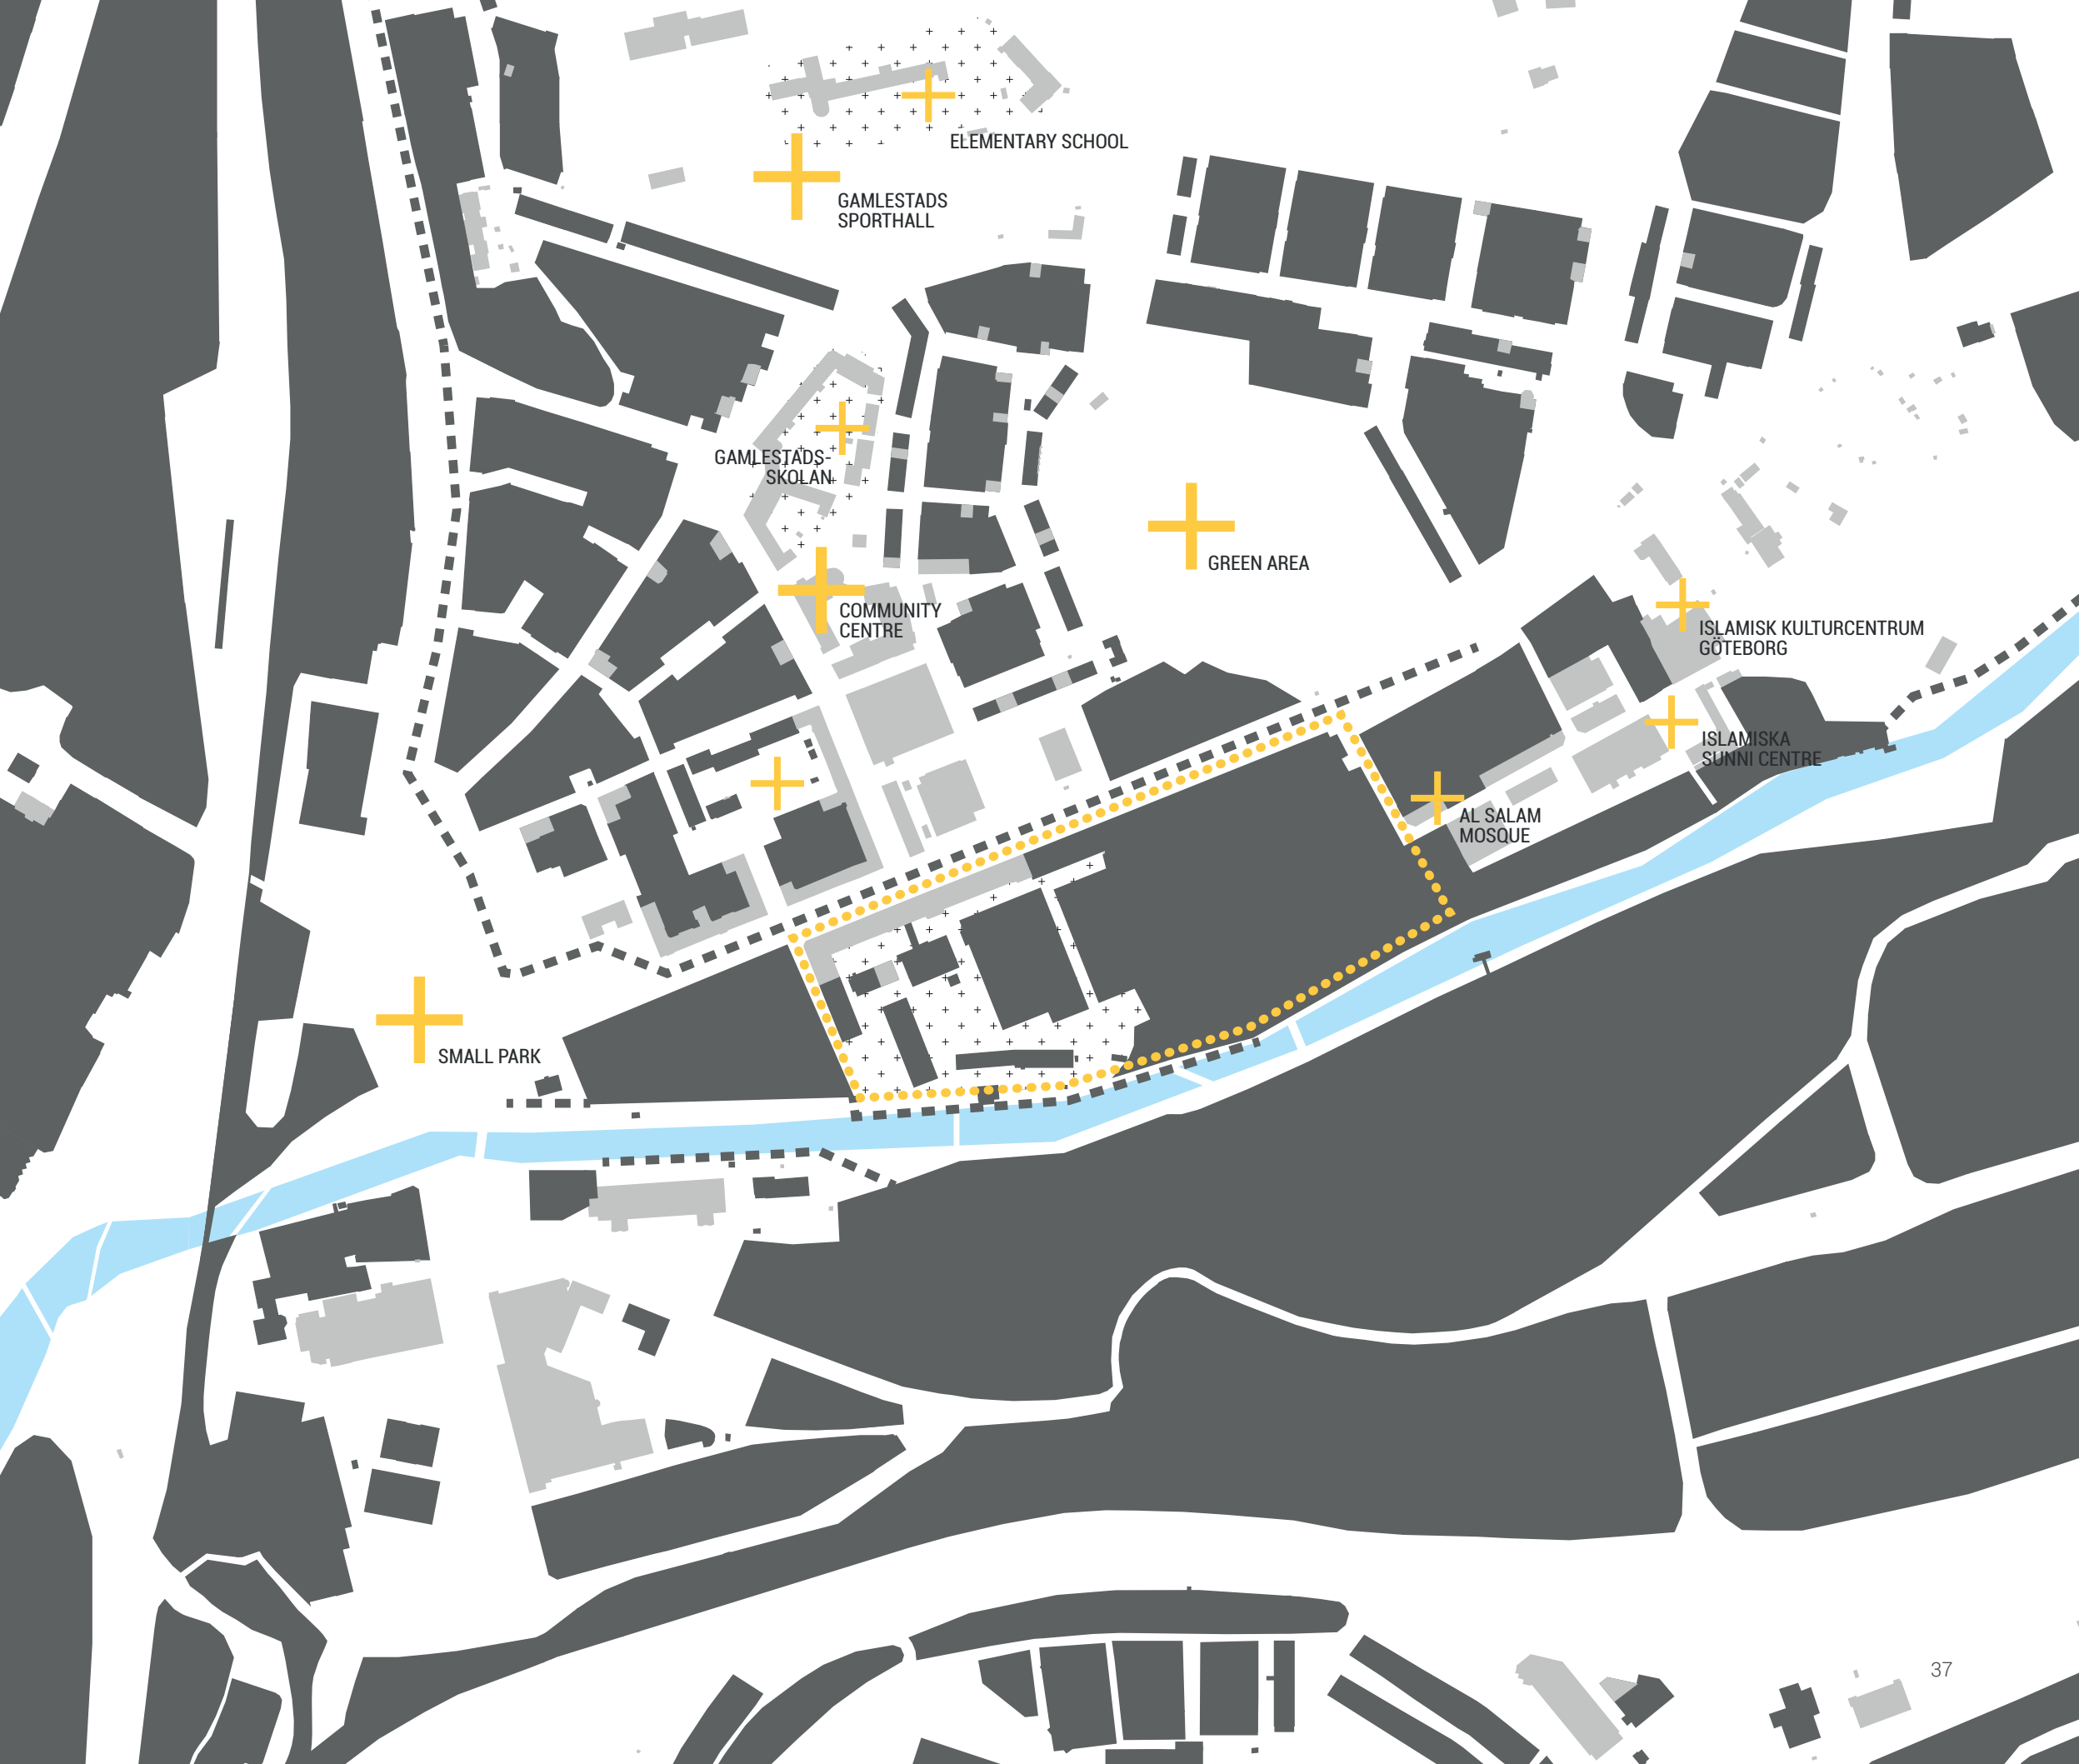 ELEMENTARY SCHOOL
GAMLESTADS
SPORTHALL
GAMLESTADS-
SKOLAN
GREEN AREA
COMMUNITY
CENTRE
ISLAMISK KULTURCENTRUM
GÖTEBORG
ISLAMISKA
SUNNI CENTRE
AL SALAM
MOSQUE
SMALL PARK
37